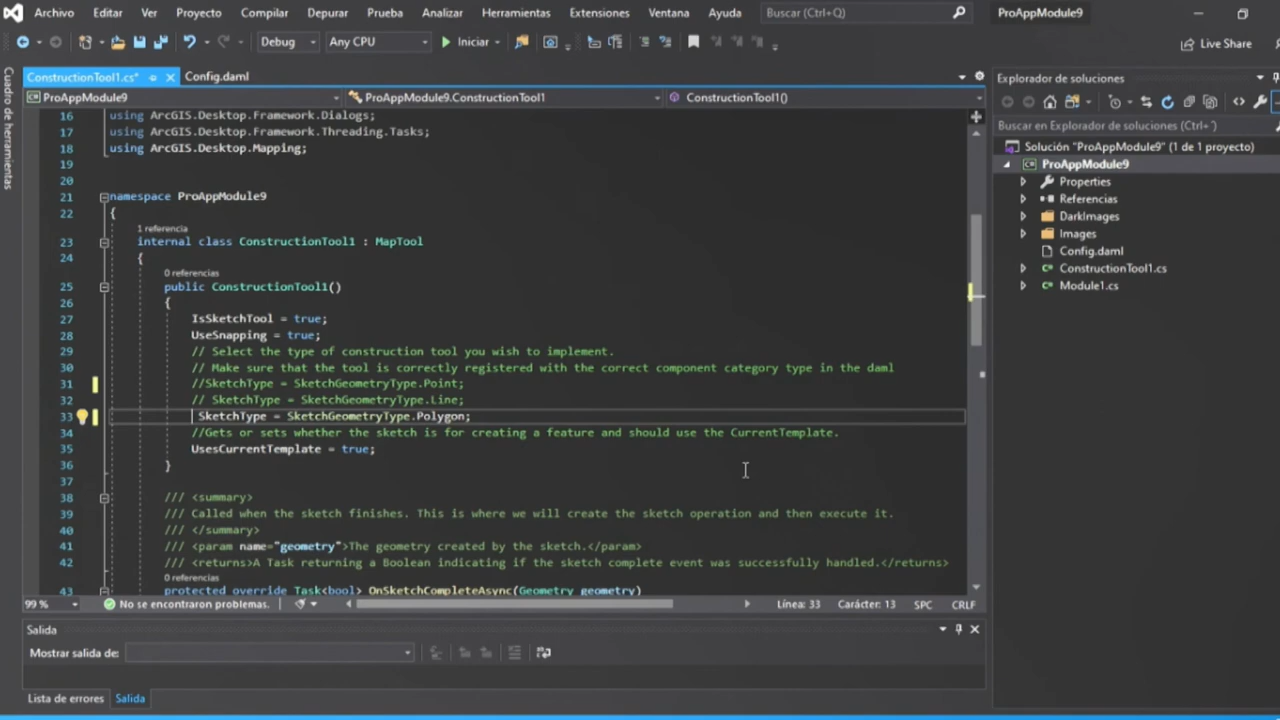 Archivo Editar Ver Proyecto Compilar Depurar Prueba Analizar Herramientas Extensiones Ventana Ayuda Buscar (Ctrl+Q) ProAppModule9
Debug Any CPU Iniciar Live Share
ConstructionTool1.cs* Config.daml
ProAppModule9 ProAppModule9.ConstructionTool1 ConstructionTool1()
Cuadro de herramientas
16 using ArcGIS.Desktop.Framework.Dialogs;
17 using ArcGIS.Desktop.Framework.Threading.Tasks;
18 using ArcGIS.Desktop.Mapping;
19
20
21 namespace ProAppModule9
22 {
1 referencia
23 internal class ConstructionTool1 : MapTool
24 {
0 referencias
25 public ConstructionTool1()
26 {
27 IsSketchTool = true;
28 UseSnapping = true;
29 // Select the type of construction tool you wish to implement.
30 // Make sure that the tool is correctly registered with the correct component category type in the daml
31 //SketchType = SketchGeometryType.Point;
32 // SketchType = SketchGeometryType.Line;
33 SketchType = SketchGeometryType.Polygon;
34 //Gets or sets whether the sketch is for creating a feature and should use the CurrentTemplate.
35 UsesCurrentTemplate = true;
36 }
37
38 /// <summary>
39 /// Called when the sketch finishes. This is where we will create the sketch operation and then execute it.
40 /// </summary>
41 /// <param name="geometry">The geometry created by the sketch.</param>
42 /// <returns>A Task returning a Boolean indicating if the sketch complete event was successfully handled.</returns>
0 referencias
43 protected override Task<bool> OnSketchCompleteAsync(Geometry geometry)
99 % No se encontraron problemas. Línea: 33 Carácter: 13 SPC CRLF
Salida
Mostrar salida de:
Lista de errores Salida
Explorador de soluciones
Buscar en Explorador de soluciones (Ctrl+´)
Solución "ProAppModule9" (1 de 1 proyecto)
ProAppModule9
Properties
Referencias
DarkImages
Images
Config.daml
ConstructionTool1.cs
Module1.cs